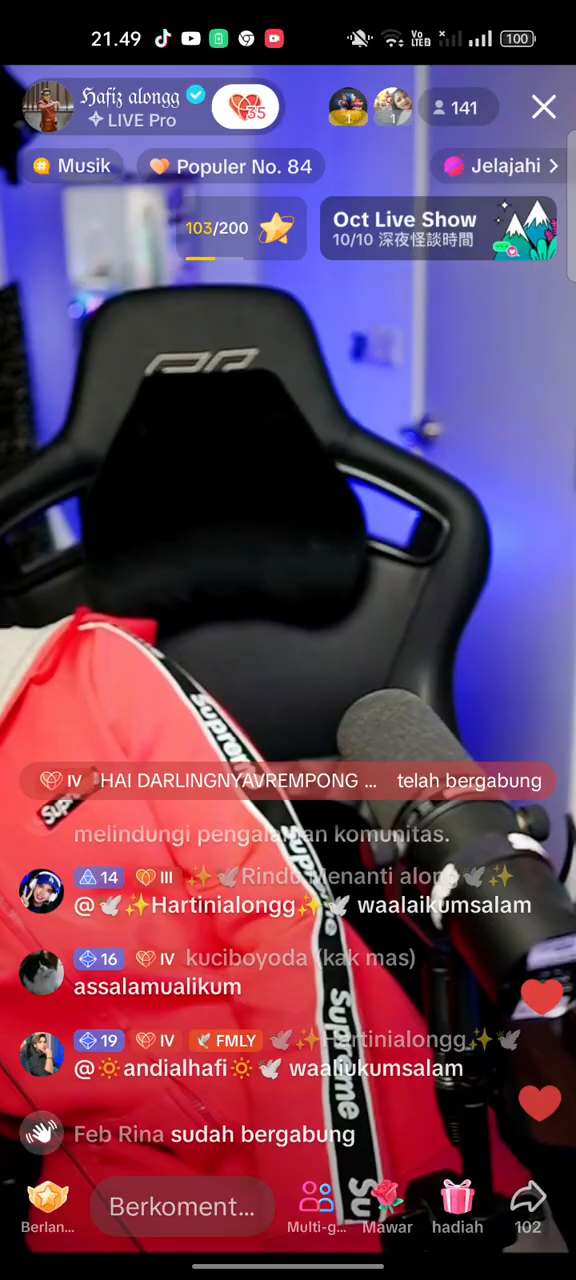 21.49
Vo LTE2
100
Hafiz alongg
LIVE Pro
35
1
1
141
Musik
Populer No. 84
Jelajahi
103/200
Oct Live Show
10/10 深夜怪談時間
Supreme
IV HAI DARLINGNYAVREMPONG ... telah bergabung
melindungi pengalaman komunitas.
14 III ✨🕊Rindu Menanti along🕊✨
@🕊✨Hartinialongg✨🕊 waalaikumsalam
16 IV kuciboyoda (kak mas)
assalamualikum
19 IV FMLY 🕊✨Hartinialongg✨🕊
@🔅andialhafi🔅🕊 waaliukumsalam
Supreme
Feb Rina sudah bergabung
Berlan...
Berkoment...
Multi-g...
Mawar
hadiah
102